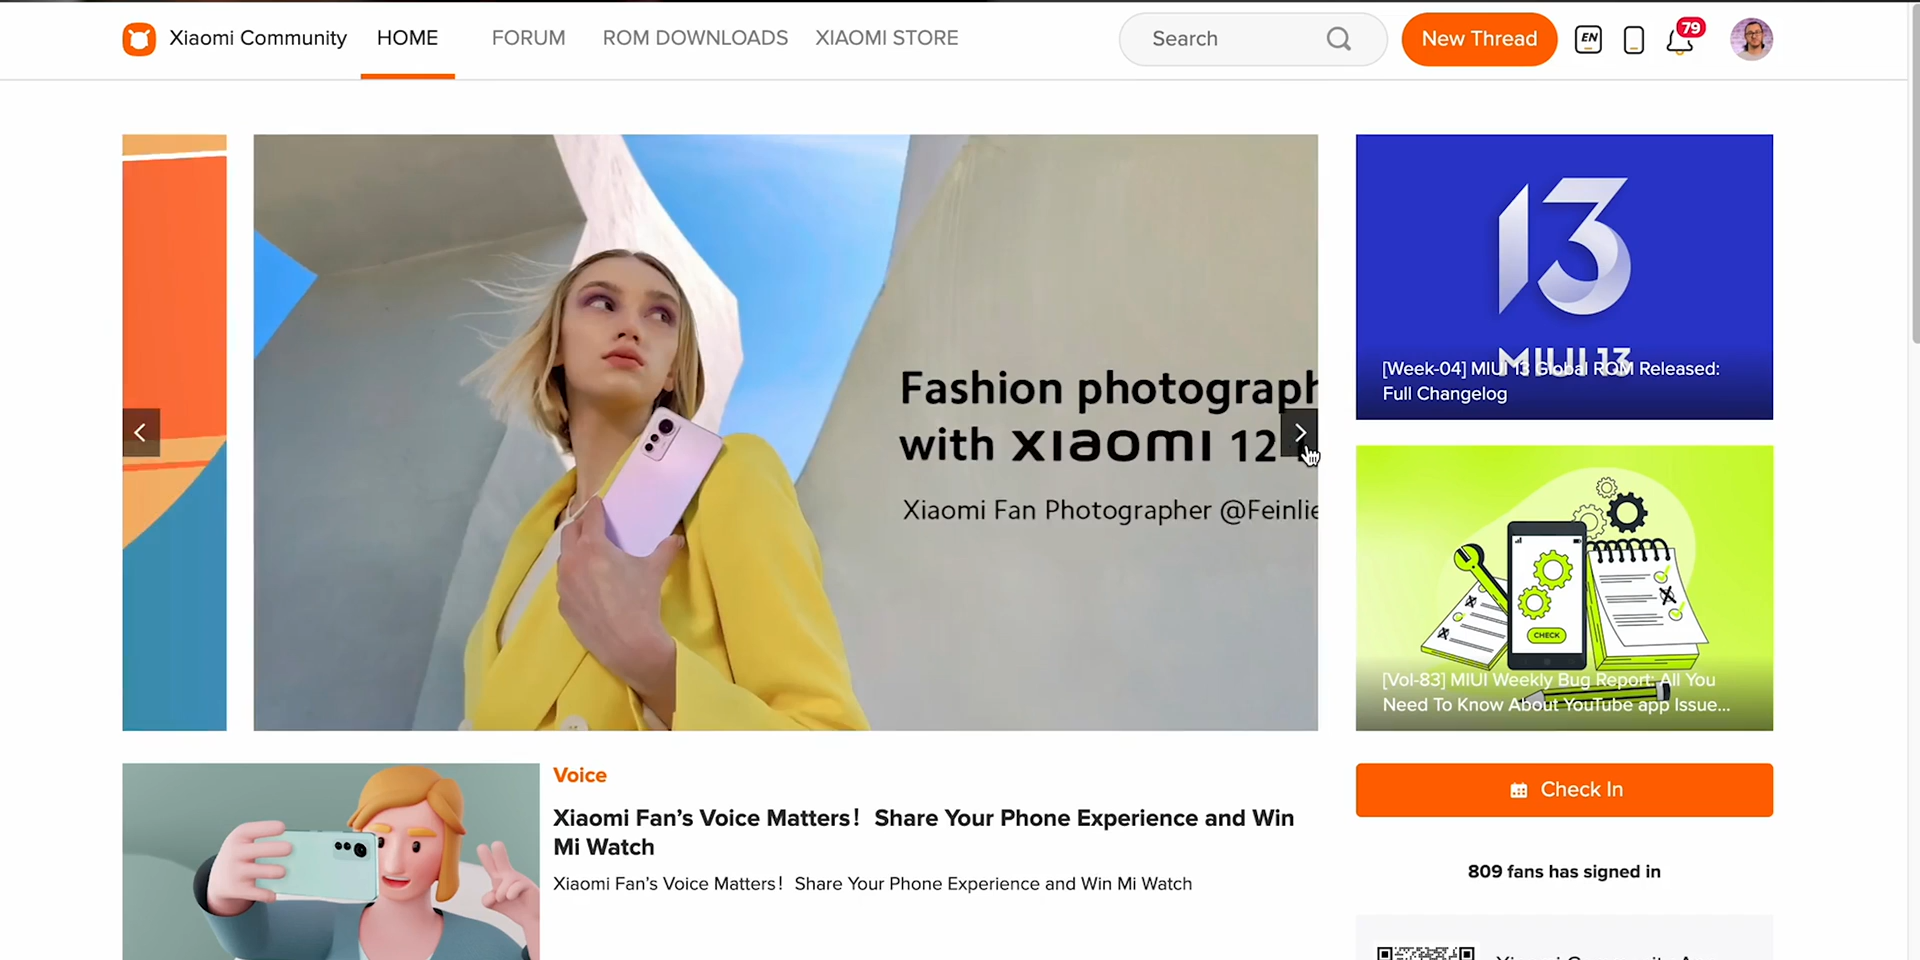 Xiaomi Community
HOME
FORUM
ROM DOWNLOADS
XIAOMI STORE
Search
New Thread
EN
79
Fashion photograph
with xiaomi 12
Xiaomi Fan Photographer @Feinlie
13
MIUI 13
[Week-04] MIUI 13 Global ROM Released:
Full Changelog
CHECK
[Vol-83] MIUI Weekly Bug Report: All You
Need To Know About YouTube app Issue...
Voice
Xiaomi Fan’s Voice Matters！Share Your Phone Experience and Win
Mi Watch
Xiaomi Fan’s Voice Matters！Share Your Phone Experience and Win Mi Watch
Check In
809 fans has signed in